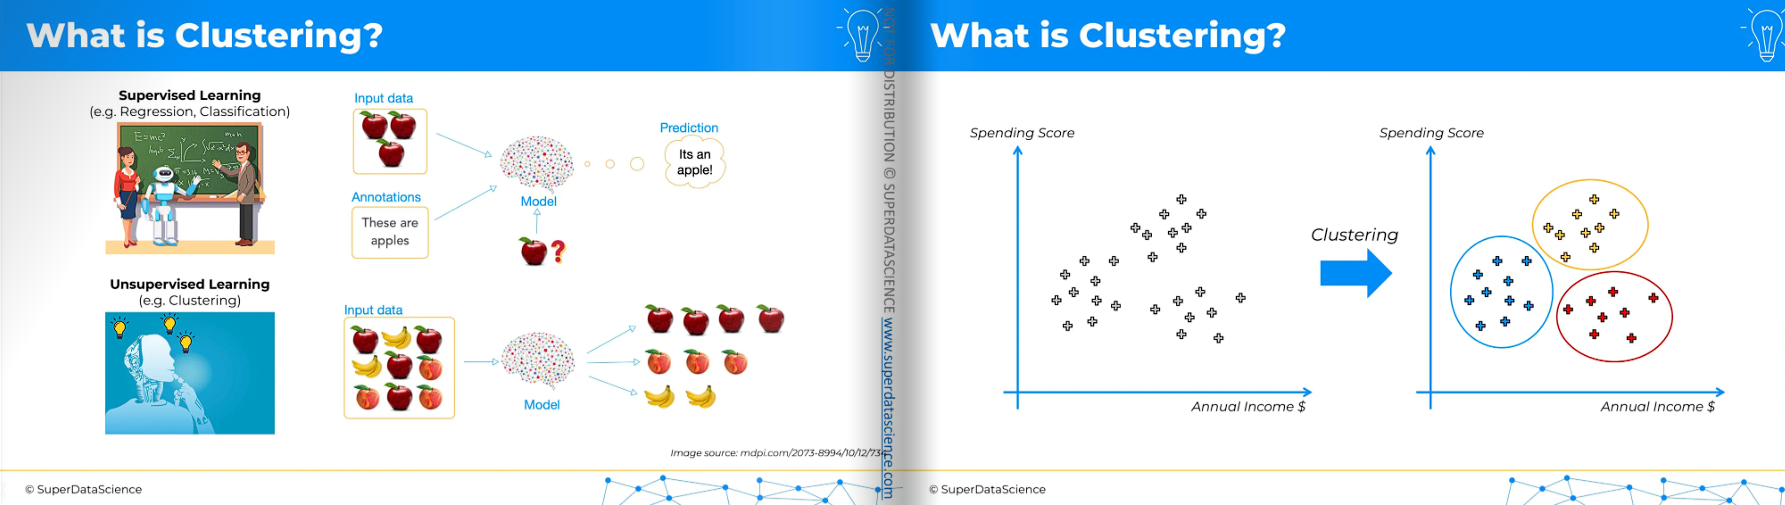 What is Clustering?
Supervised Learning
(e.g. Regression, Classification)
E=mc²
Input data
Annotations
These are
apples
Model
?
Prediction
Its an
apple!
Unsupervised Learning
(e.g. Clustering)
Input data
Model
Image source: mdpi.com/2073-8994/10/12/73
© SuperDataScience
NOT FOR DISTRIBUTION © SUPERDATASCIENCE www.superdatascience.com
What is Clustering?
Spending Score
Annual Income $
Clustering
Spending Score
Annual Income $
© SuperDataScience